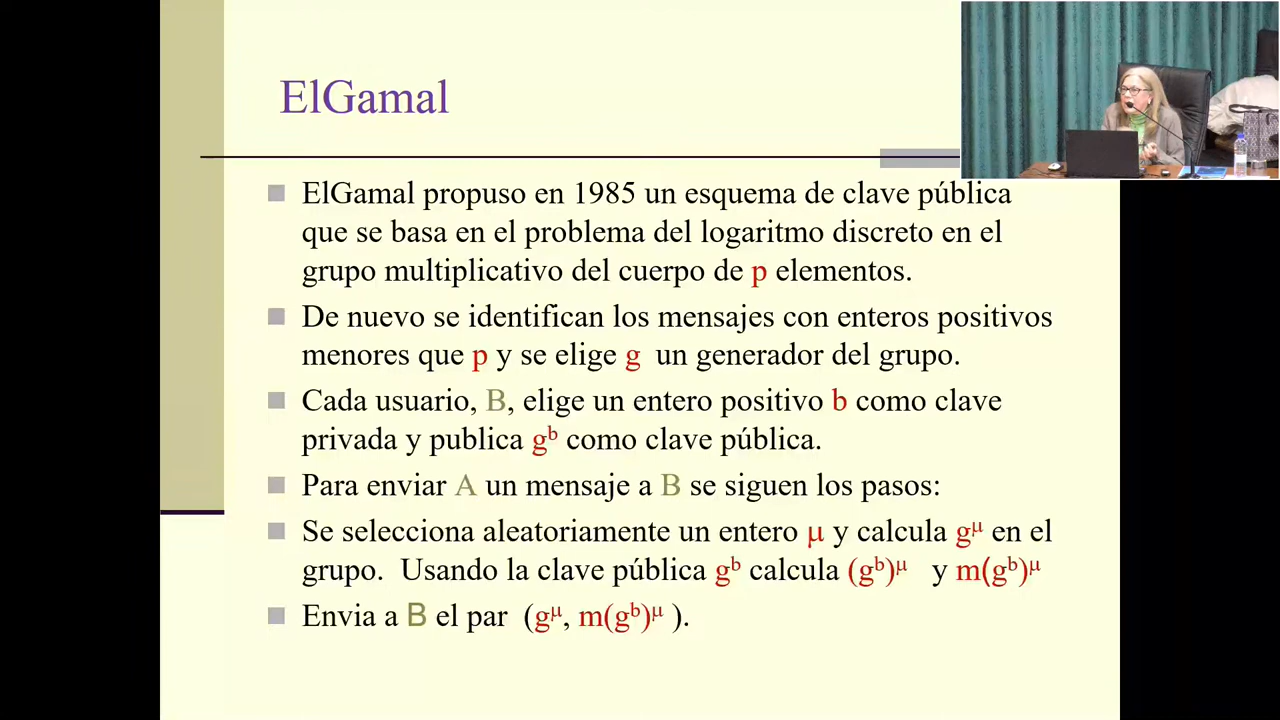 ElGamal
ElGamal propuso en 1985 un esquema de clave pública
que se basa en el problema del logaritmo discreto en el
grupo multiplicativo del cuerpo de p elementos.
De nuevo se identifican los mensajes con enteros positivos
menores que p y se elige g un generador del grupo.
Cada usuario, B, elige un entero positivo b como clave
privada y publica gᵇ como clave pública.
Para enviar A un mensaje a B se siguen los pasos:
Se selecciona aleatoriamente un entero μ y calcula g^μ en el
grupo. Usando la clave pública gᵇ calcula (gᵇ)^μ y m(gᵇ)^μ
Envia a B el par (g^μ, m(gᵇ)^μ ).